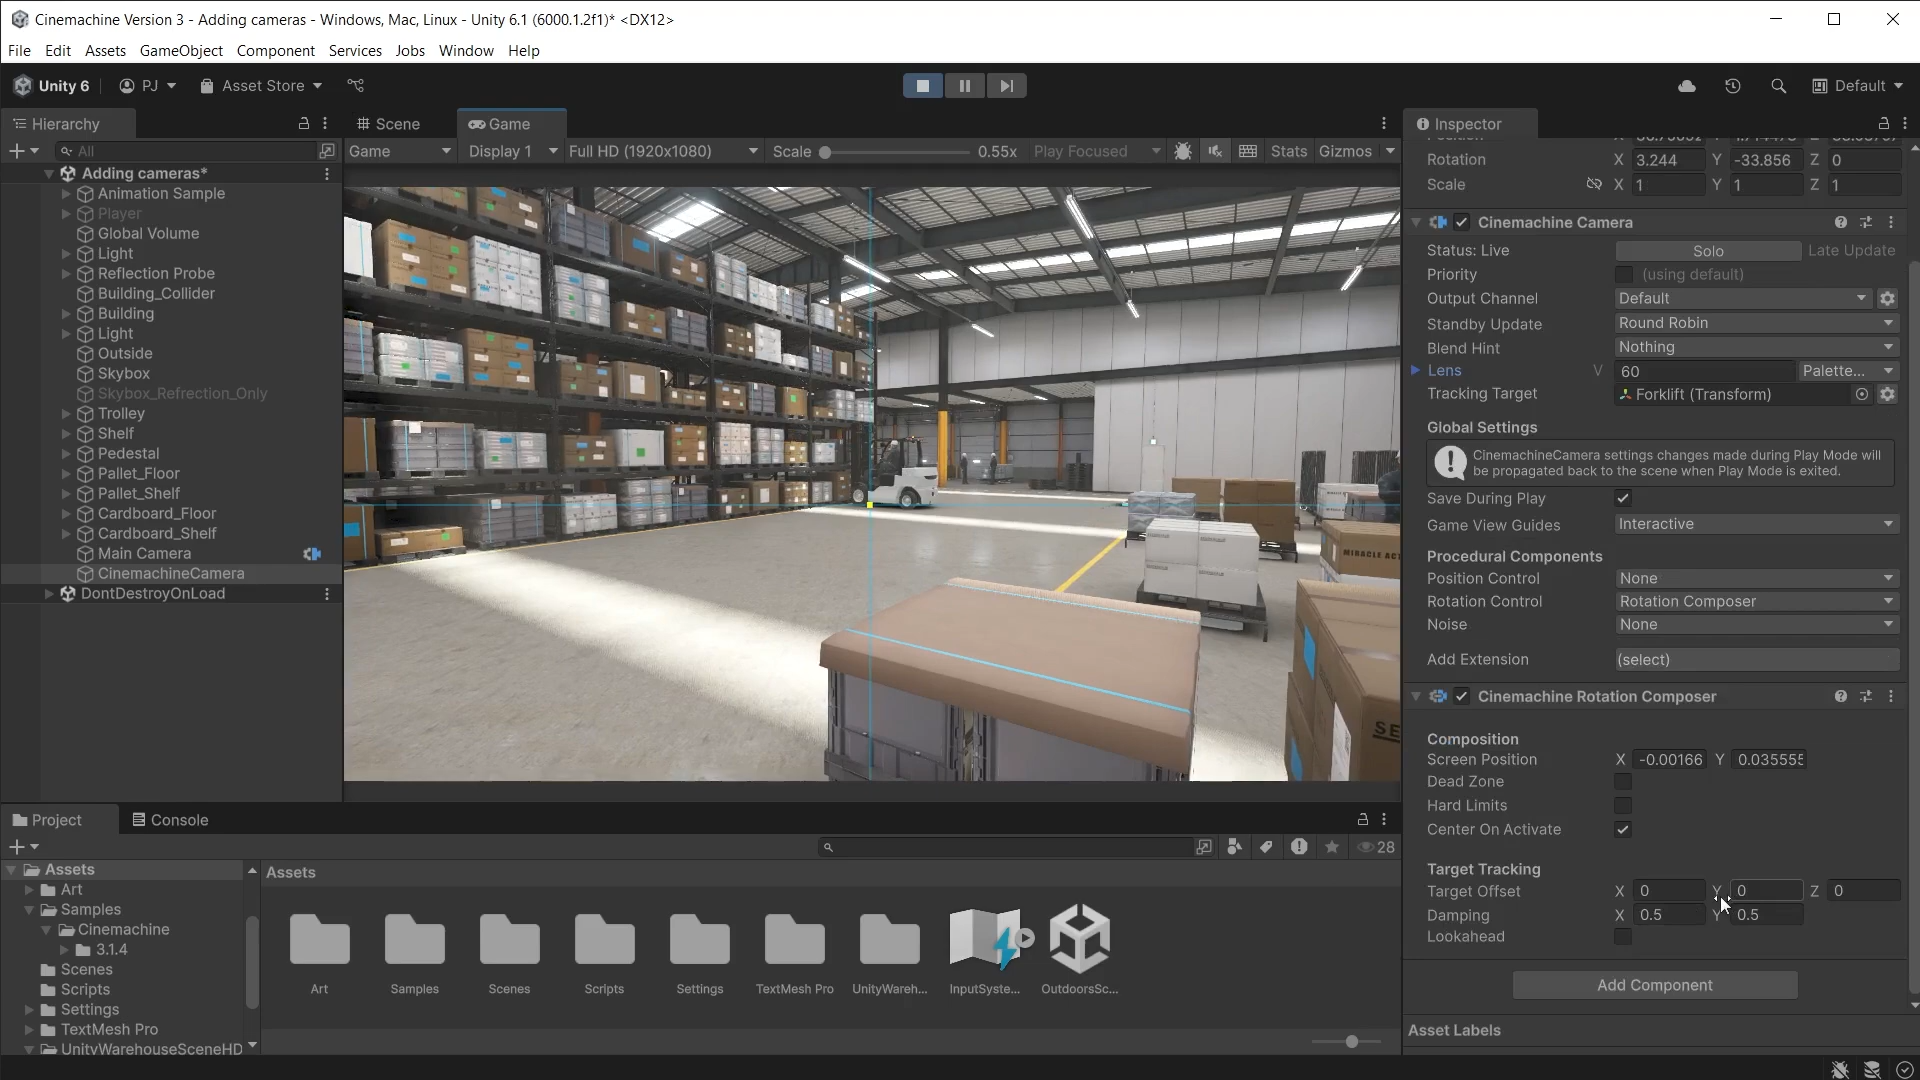 Cinemachine Version 3 - Adding cameras - Windows, Mac, Linux - Unity 6.1 (6000.1.2f1)* <DX12>
File Edit Assets GameObject Component Services Jobs Window Help
Unity 6 PJ Asset Store Default
Hierarchy
All
Adding cameras*
Animation Sample
Player
Global Volume
Light
Reflection Probe
Building_Collider
Building
Light
Outside
Skybox
Skybox_Refrection_Only
Trolley
Shelf
Pedestal
Pallet_Floor
Pallet_Shelf
Cardboard_Floor
Cardboard_Shelf
Main Camera
CinemachineCamera
DontDestroyOnLoad
Scene Game
Game Display 1 Full HD (1920x1080) Scale 0.55x Play Focused Stats Gizmos
MIRACLE
SE
Inspector
Rotation X 3.244 Y -33.856 Z 0
Scale X 1 Y 1 Z 1
Cinemachine Camera
Status: Live Solo Late Update
Priority (using default)
Output Channel Default
Standby Update Round Robin
Blend Hint Nothing
Lens V 60 Palette...
Tracking Target Forklift (Transform)
Global Settings
CinemachineCamera settings changes made during Play Mode will
be propagated back to the scene when Play Mode is exited.
Save During Play
Game View Guides Interactive
Procedural Components
Position Control None
Rotation Control Rotation Composer
Noise None
Add Extension (select)
Cinemachine Rotation Composer
Composition
Screen Position X -0.00166 Y 0.035555
Dead Zone
Hard Limits
Center On Activate
Target Tracking
Target Offset X 0 Y 0 Z 0
Damping X 0.5 Y 0.5
Lookahead
Add Component
Asset Labels
Project Console
28
Assets
Art
Samples
Cinemachine
3.1.4
Scenes
Scripts
Settings
TextMesh Pro
UnityWarehouseSceneHD
Assets
Art Samples Scenes Scripts Settings TextMesh Pro UnityWareh... InputSyste... OutdoorsSc...